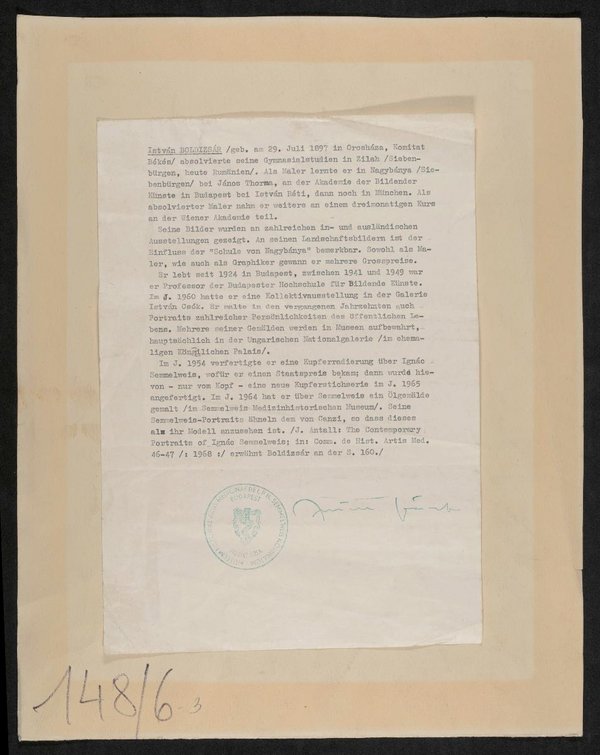 István BOLDIZSÁR /geb. am 29. Juli 1897 in Orosháza, Komitat
Békés/ absolvierte seine Gymnasialstudien in Zilah /Sieben-
bürgen, heute Rumänien/. Als Maler lernte er in Nagybánya /Sie-
benbürgen/ bei János Thorma, an der Akademie der Bildender
Künste in Budapest bei István Réti, dann noch in München. Als
absolvierter Maler nahm er weitere an einem dreimonatigen Kurs
an der Wiener Akademie teil.
Seine Bilder wurden an zahlreichen in- und ausländischen
Ausstellungen gezeigt. An seinen Landschaftsbildern ist der
Einfluss der "Schule von Nagybánya" bemerkbar. Sowohl als Ma-
ler, wie auch als Graphiker gewann er mehrere Grosspreise.
Er lebt seit 1924 in Budapest, zwischen 1941 und 1949 war
er Professor der Budapester Hochschule für Bildende Künste.
Im J. 1960 hatte er eine Kollektivausstellung in der Galerie
István Csók. Er malte in den vergangenen Jahrzehnten auch
Portraits zahlreicher Persönlichkeiten des öffentlichen Le-
bens. Mehrere seiner Gemälden werden in Museen aufbewahrt,
hauptsächlich in der Ungarischen Nationalgalerie /im ehema-
ligen Königlichen Palais/.
Im J. 1954 verfertigte er eine Kupferradierung über Ignác
Semmelweis, wofür er einen Staatspreis bekam; dann wurde hie-
von - nur vom Kopf - eine neue Kupferstichserie im J. 1965
angefertigt. Im J. 1964 hat er über Semmelweis ein Ölgemälde
gemalt /im Semmelweis Medizinhistorischen Museum/. Seine
Semmelweis-Portraits ähneln dem von Canzi, so dass dieses
als ihr Modell anzusehen ist. /J. Antall: The Contemporary
Portraits of Ignác Semmelweis; in: Comm. de Hist. Artis Med.
46-47 /: 1968 :/ erwähnt Boldizsár an der S. 160./
BUDAPEST
148/6-3